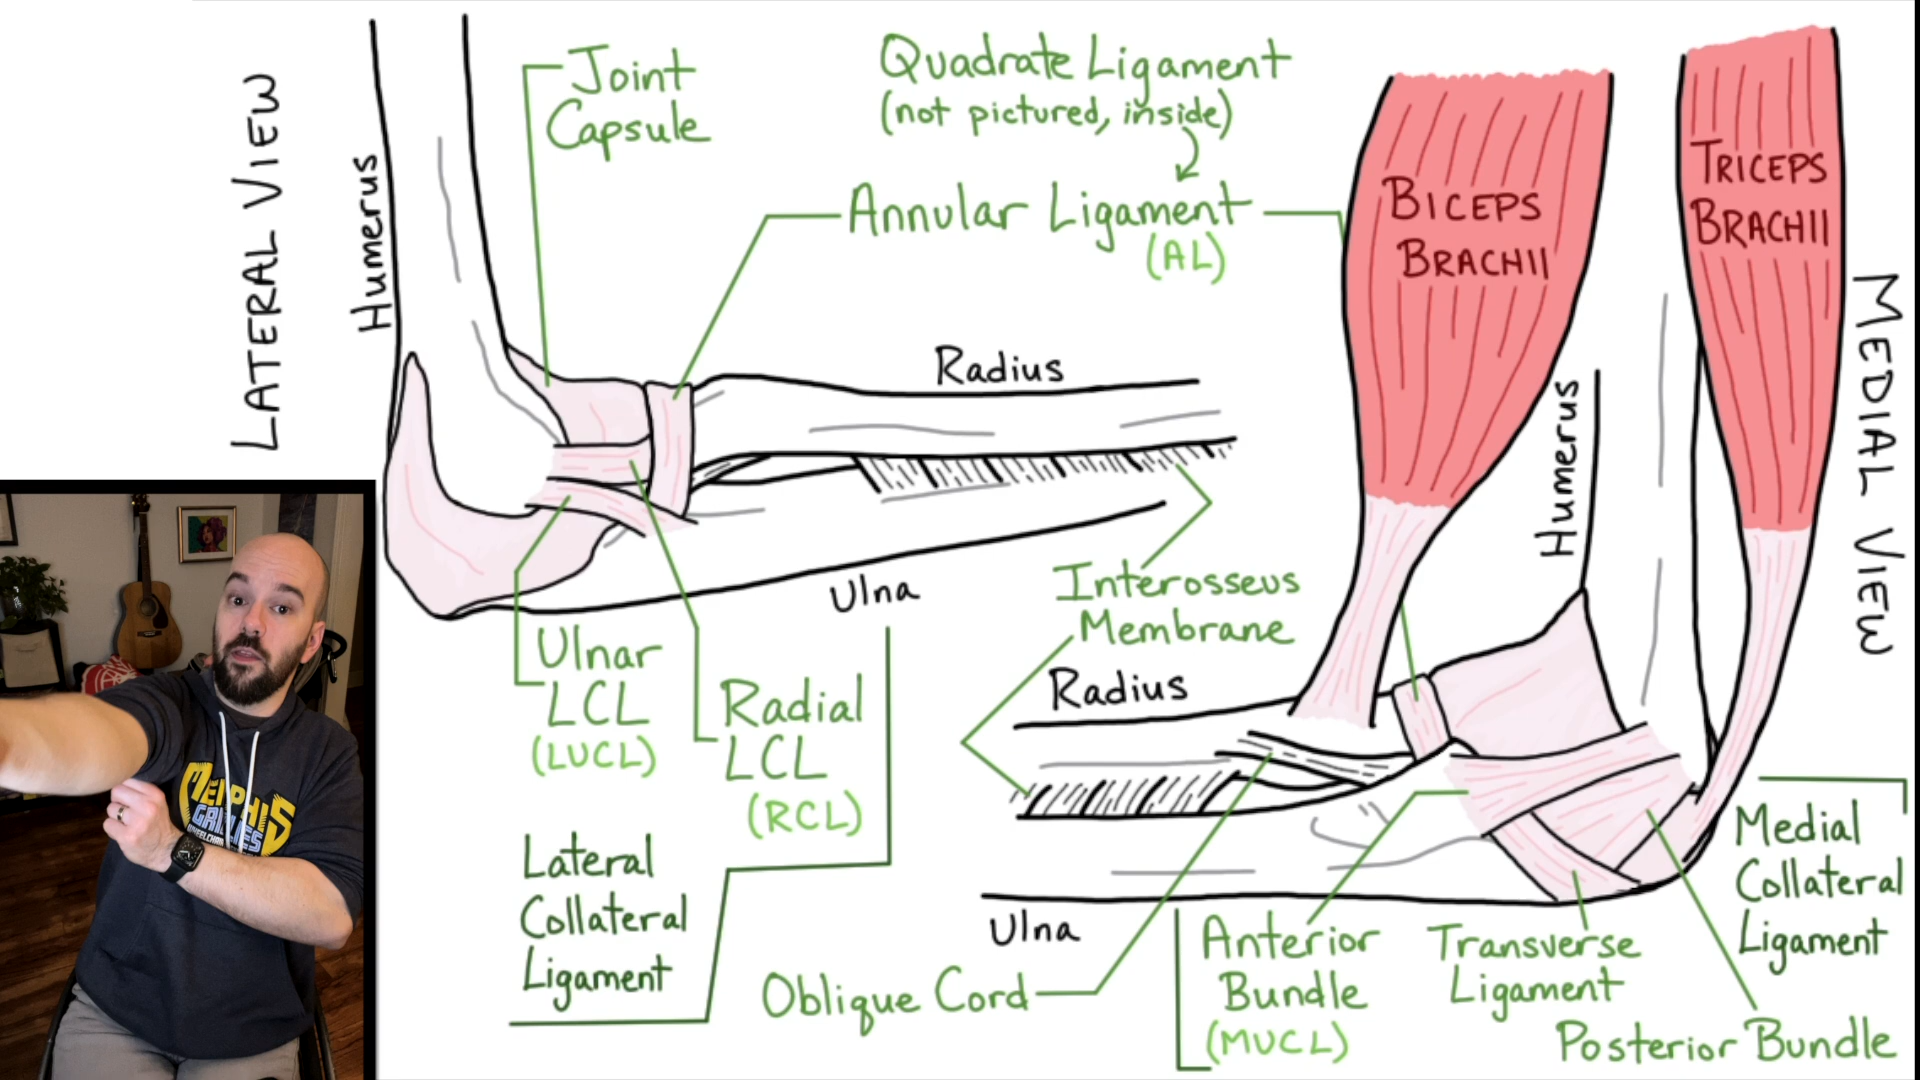 LATERAL VIEW
Humerus
Joint
Capsule
Quadrate Ligament
(not pictured, inside)
Annular Ligament
(AL)
Radius
Ulna
Interosseus
Membrane
Ulnar
LCL
(LUCL)
Radial
LCL
(RCL)
Lateral
Collateral
Ligament
BICEPS
BRACHII
TRICEPS
BRACHII
MEDIAL VIEW
Humerus
Radius
Ulna
Oblique Cord
Anterior
Bundle
(MUCL)
Transverse
Ligament
Posterior Bundle
Medial
Collateral
Ligament
MEMPHIS
GRIZZLIES